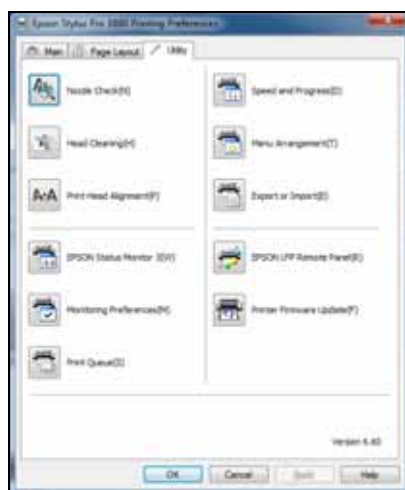 Epson Stylus Pro 3880 Printing Preferences
Main
Page Layout
Utility
Nozzle Check(N)
Speed and Progress(D)
Head Cleaning(H)
Menu Arrangement(T)
Print Head Alignment(P)
Export or Import(E)
EPSON Status Monitor 3(W)
EPSON LFP Remote Panel(R)
Monitoring Preferences(M)
Printer Firmware Update(F)
Print Queue(I)
Version 6.60
OK
Cancel
Apply
Help